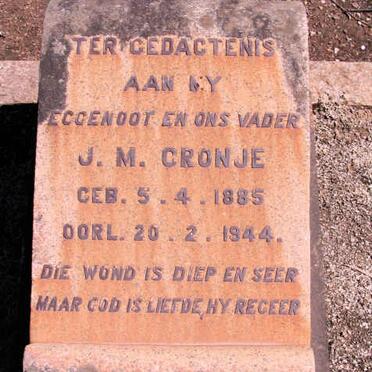 TER GEDACTENIS
AAN MY
EGGENOOT EN ONS VADER
J. M. CRONJE
GEB. 5. 4. 1885
OORL. 20. 2. 1944.
DIE WOND IS DIEP EN SEER
MAAR GOD IS LIEFDE, HY REGEER